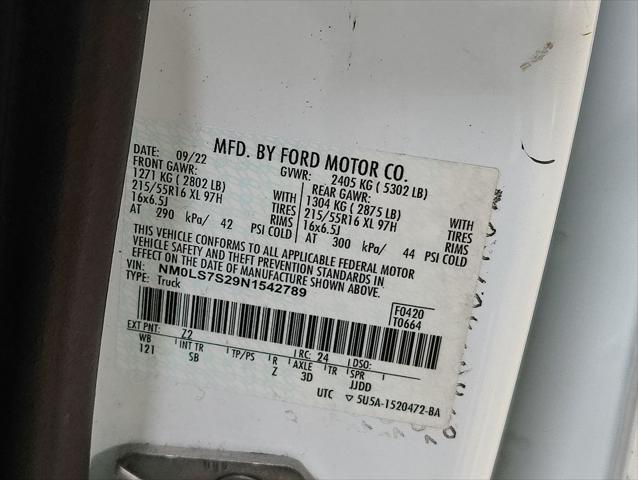 MFD. BY FORD MOTOR CO.
DATE: 09/22 GVWR: 2405 KG ( 5302 LB)
FRONT GAWR: REAR GAWR:
1271 KG ( 2802 LB) WITH 1304 KG ( 2875 LB) WITH
215/55R16 XL 97H TIRES 215/55R16 XL 97H TIRES
16x6.5J RIMS 16x6.5J RIMS
AT 290 kPa/ 42 PSI COLD AT 300 kPa/ 44 PSI COLD
THIS VEHICLE CONFORMS TO ALL APPLICABLE FEDERAL MOTOR
VEHICLE SAFETY AND THEFT PREVENTION STANDARDS IN
EFFECT ON THE DATE OF MANUFACTURE SHOWN ABOVE.
VIN: NM0LS7S29N1542789
TYPE: Truck
F0420
T0664
EXT PNT: Z2 RC: 24 DSO:
WB INT TR TP/PS R AXLE TR SPR
121 SB Z 3D JJDD
UTC ▽ 5U5A-1520472-BA